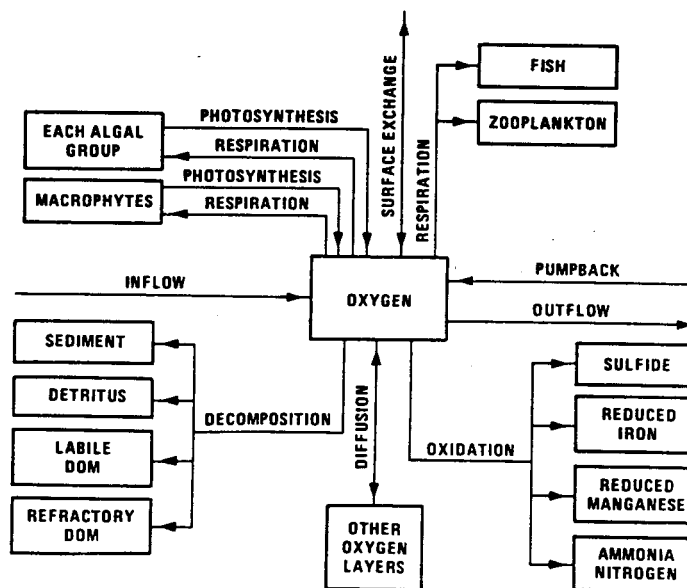 FISH
ZOOPLANKTON
SURFACE EXCHANGE
RESPIRATION
PHOTOSYNTHESIS
EACH ALGAL
GROUP
RESPIRATION
PHOTOSYNTHESIS
MACROPHYTES
RESPIRATION
INFLOW
OXYGEN
PUMPBACK
OUTFLOW
SEDIMENT
DETRITUS
LABILE
DOM
REFRACTORY
DOM
DECOMPOSITION
DIFFUSION
OXIDATION
SULFIDE
REDUCED
IRON
REDUCED
MANGANESE
AMMONIA
NITROGEN
OTHER
OXYGEN
LAYERS